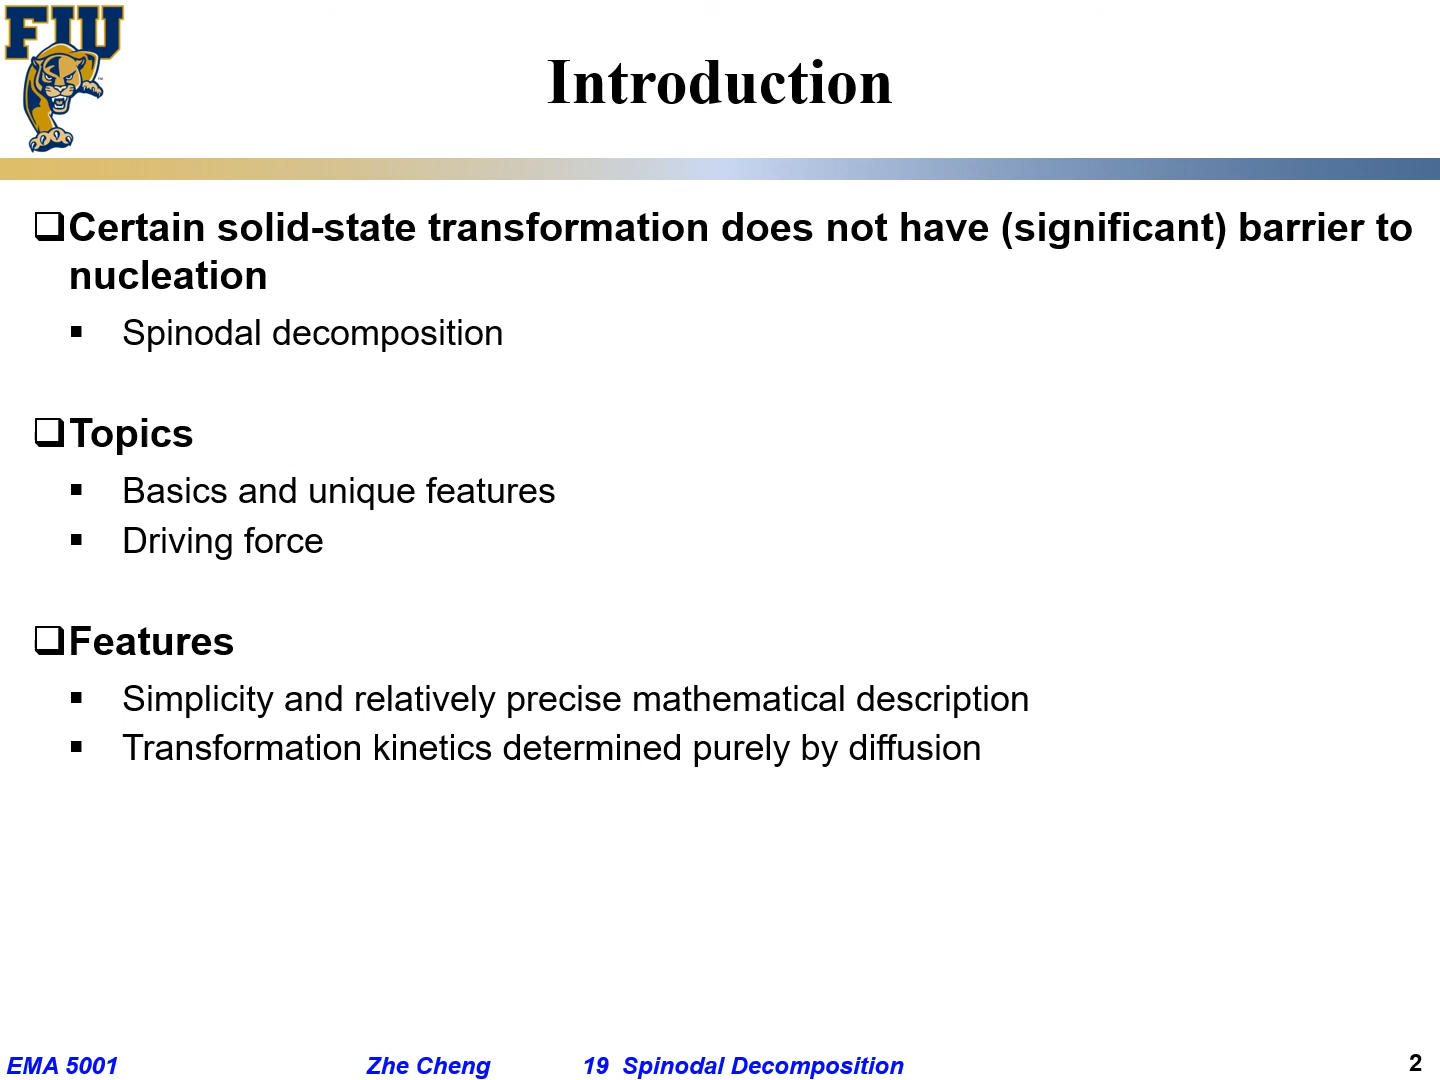 FIU
Introduction
❑Certain solid-state transformation does not have (significant) barrier to
nucleation
▪ Spinodal decomposition
❑Topics
▪ Basics and unique features
▪ Driving force
❑Features
▪ Simplicity and relatively precise mathematical description
▪ Transformation kinetics determined purely by diffusion
EMA 5001 Zhe Cheng 19 Spinodal Decomposition 2